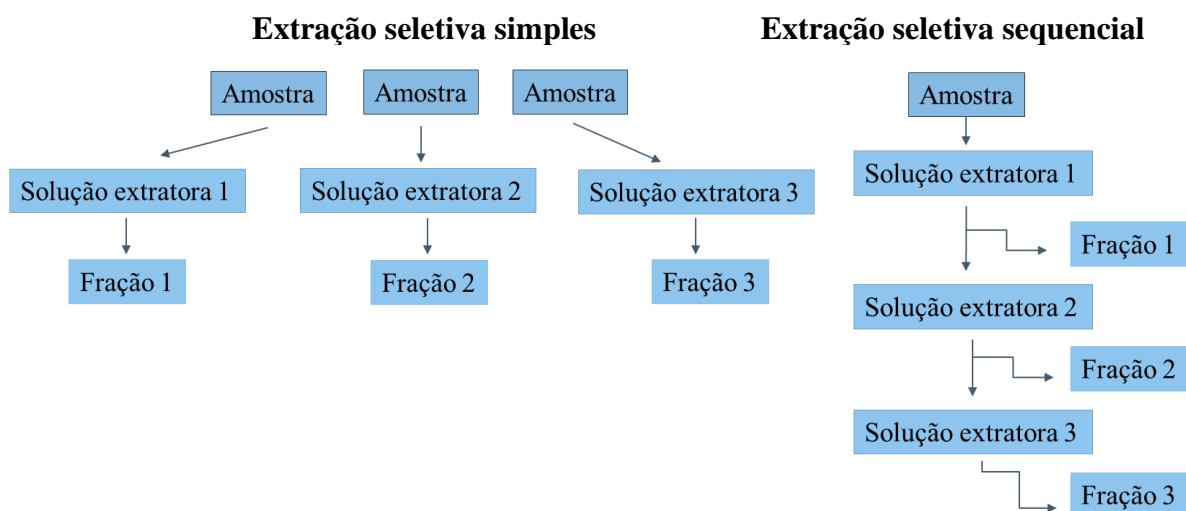 Extração seletiva simples
Extração seletiva sequencial
Amostra
Amostra
Amostra
Solução extratora 1
Solução extratora 2
Solução extratora 3
Fração 1
Fração 2
Fração 3
Amostra
Solução extratora 1
Fração 1
Solução extratora 2
Fração 2
Solução extratora 3
Fração 3